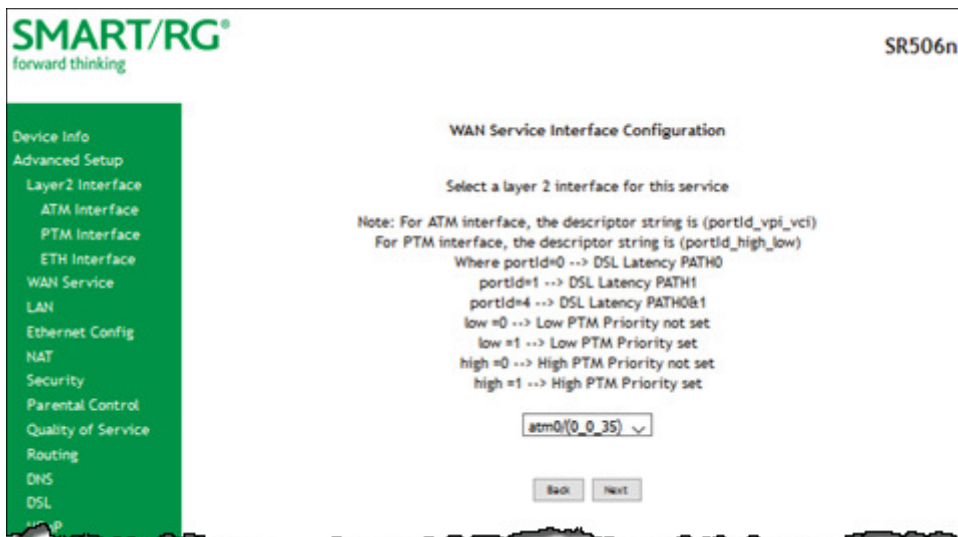 SMART/RG®
forward thinking
SR506n
Device Info
Advanced Setup
Layer2 Interface
ATM Interface
PTM Interface
ETH Interface
WAN Service
LAN
Ethernet Config
NAT
Security
Parental Control
Quality of Service
Routing
DNS
DSL
WAN Service Interface Configuration
Select a layer 2 interface for this service
Note: For ATM interface, the descriptor string is (portId_vpi_vci)
For PTM interface, the descriptor string is (portId_high_low)
Where portId=0 --> DSL Latency PATH0
portId=1 --> DSL Latency PATH1
portId=4 --> DSL Latency PATH0&1
low =0 --> Low PTM Priority not set
low =1 --> Low PTM Priority set
high =0 --> High PTM Priority not set
high =1 --> High PTM Priority set
atm0/(0_0_35)
Back Next